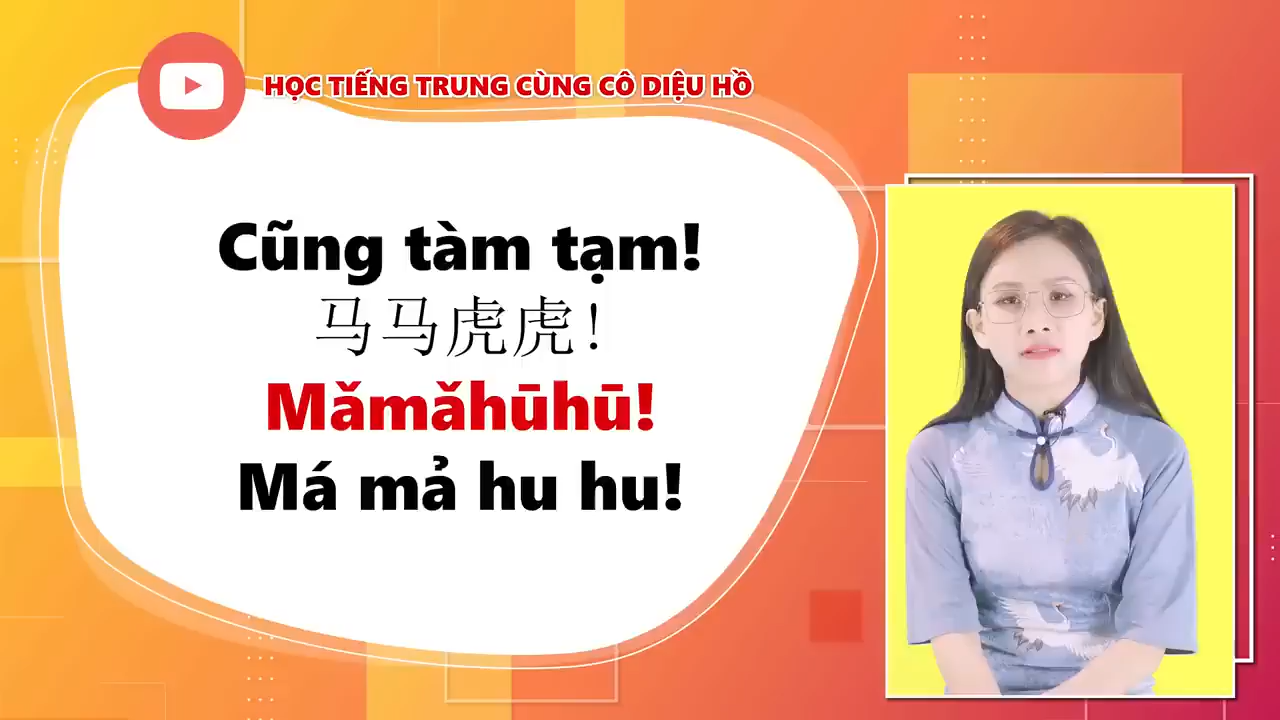 HỌC TIẾNG TRUNG CÙNG CÔ DIỆU HỒ
Cũng tàm tạm!
马马虎虎！
Mǎmǎhūhū!
Má mả hu hu!